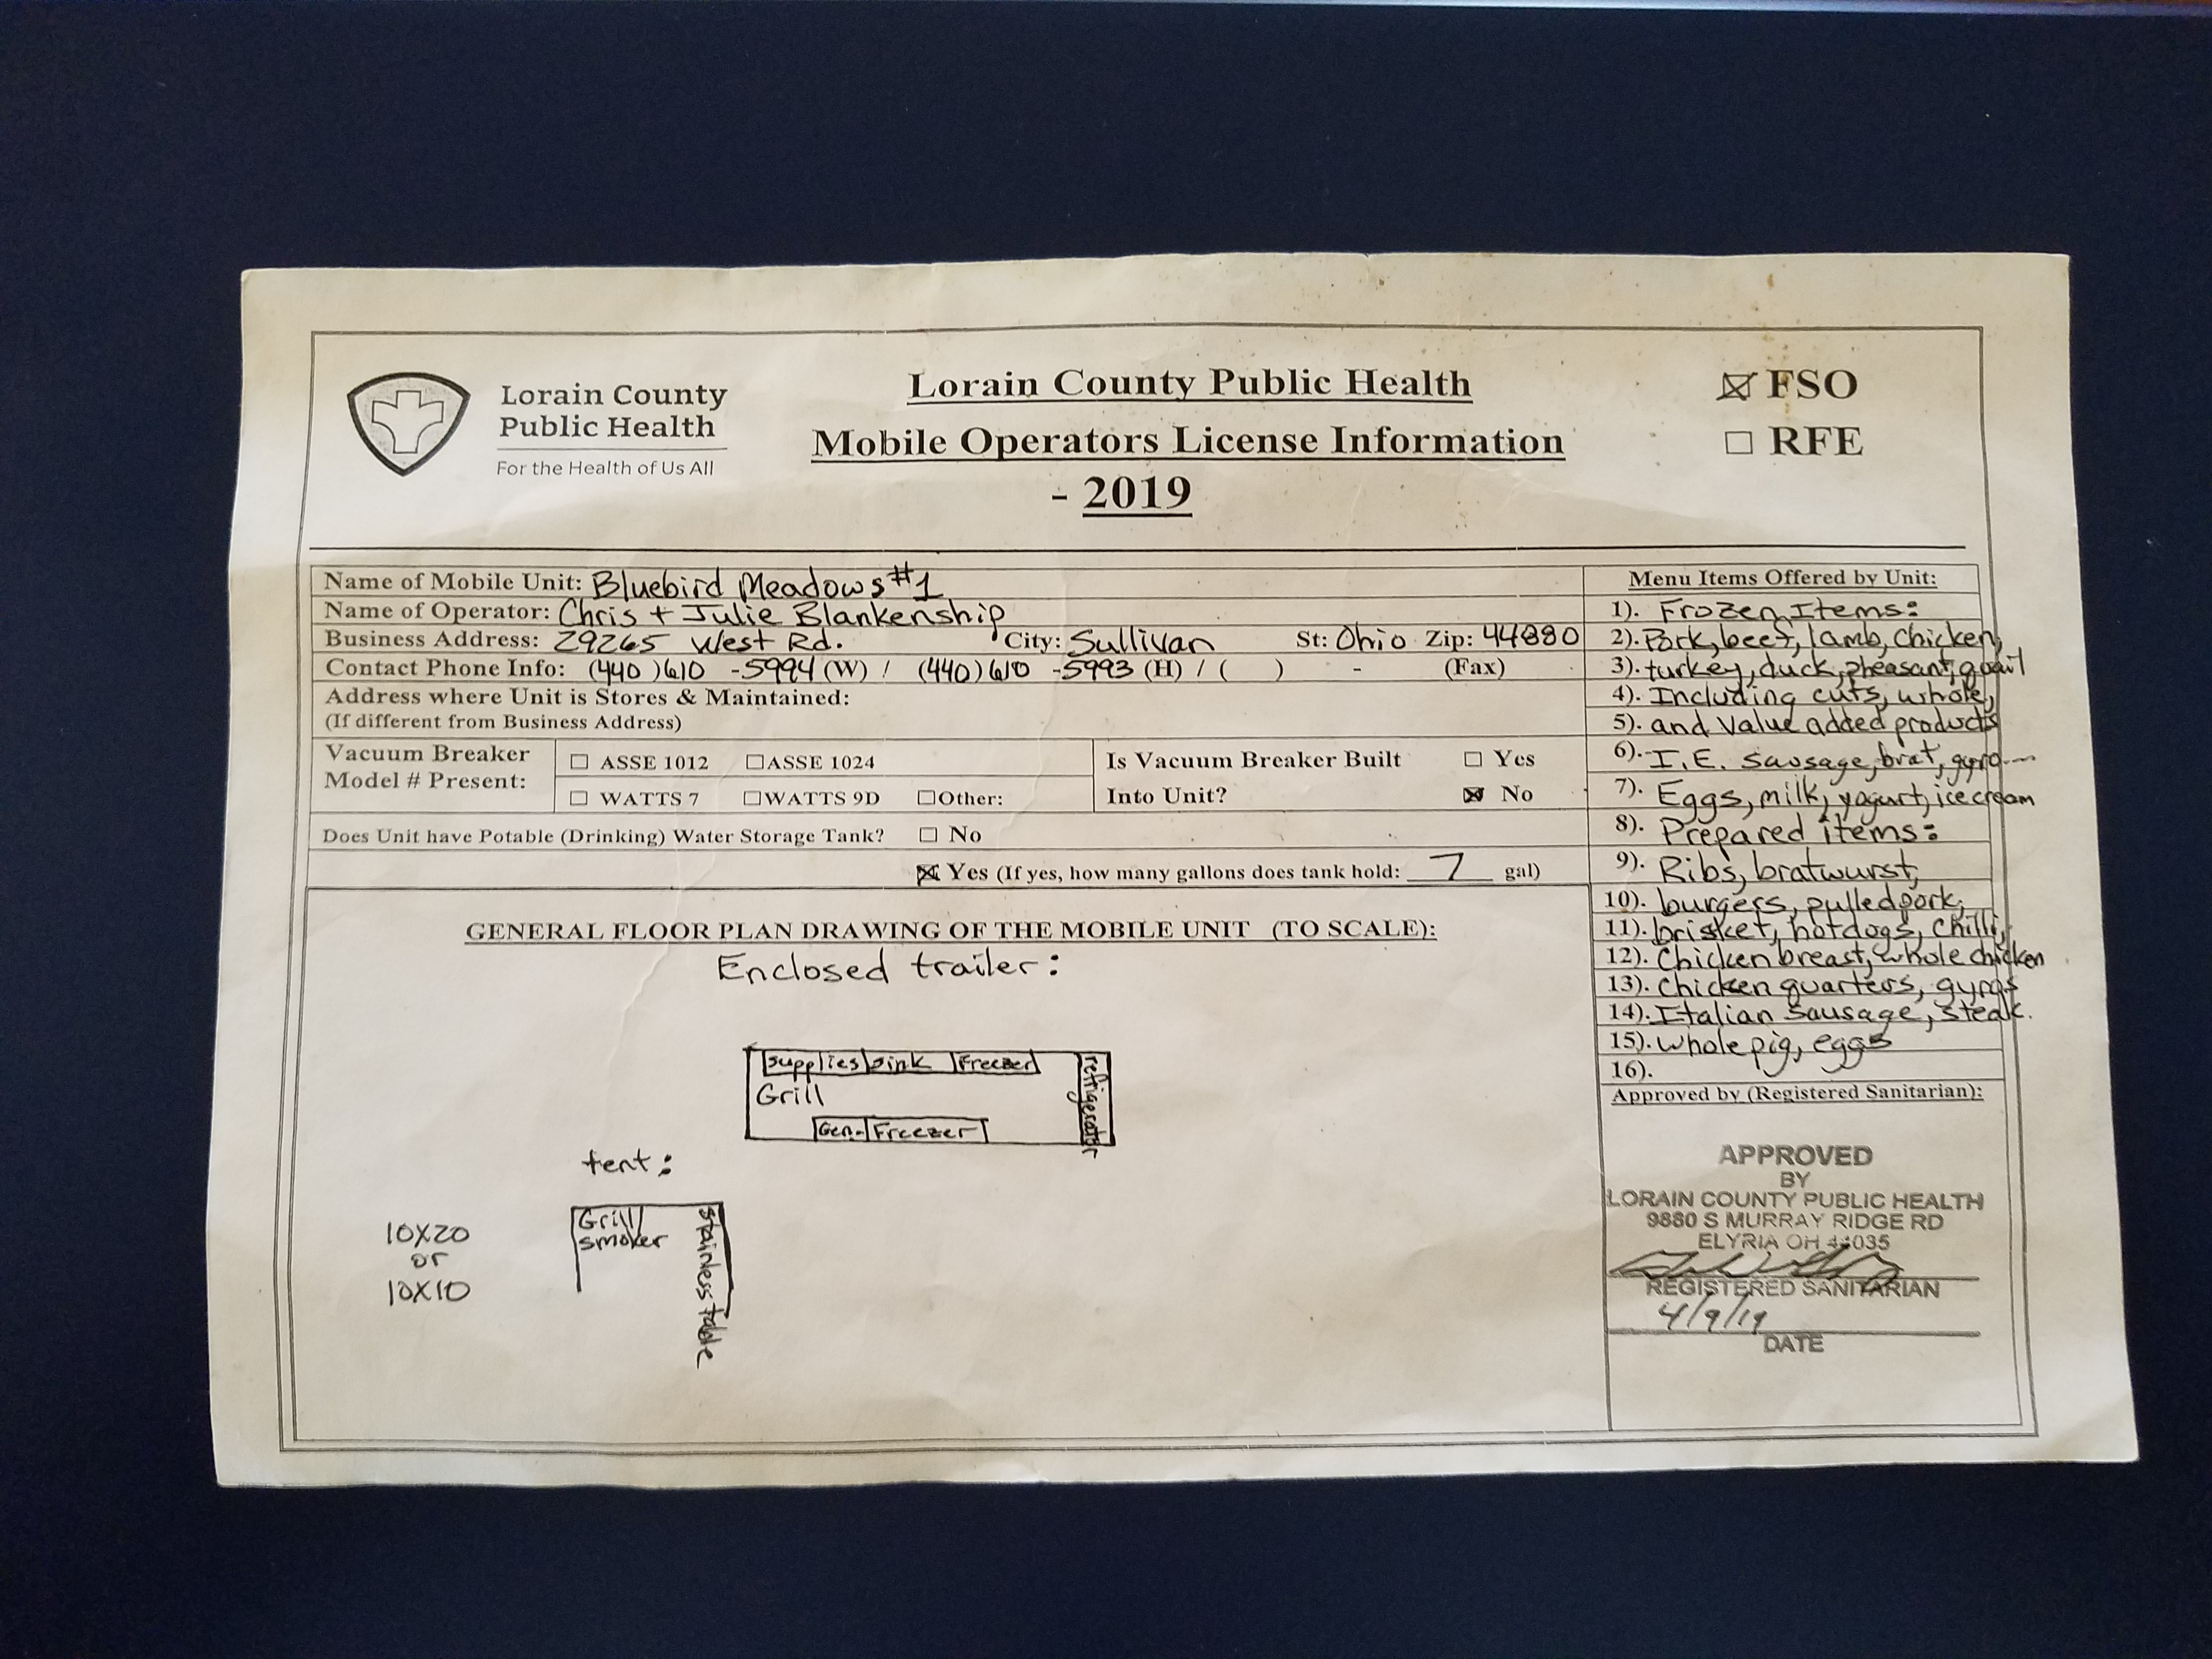 Lorain County
Public Health
For the Health of Us All
Lorain County Public Health
Mobile Operators License Information
- 2019
☒ FSO
☐ RFE
Name of Mobile Unit: Bluebird Meadows #1
Name of Operator: Chris + Julie Blankenship
Business Address: 29265 West Rd. City: Sullivan St: Ohio Zip: 44880
Contact Phone Info: (440) 610 -5994 (W) / (440) 610 -5993 (H) / ( ) - (Fax)
Address where Unit is Stores & Maintained:
(If different from Business Address)
Vacuum Breaker
Model # Present:
☐ ASSE 1012 ☐ ASSE 1024
☐ WATTS 7 ☐ WATTS 9D ☐ Other:
Is Vacuum Breaker Built
Into Unit?
☐ Yes
☒ No
Does Unit have Potable (Drinking) Water Storage Tank? ☐ No
☒ Yes (If yes, how many gallons does tank hold: 7 gal)
GENERAL FLOOR PLAN DRAWING OF THE MOBILE UNIT (TO SCALE):
Enclosed trailer:
supplies sink Freezer
refrigerator
Grill
Gen. Freezer
tent:
10X20
or
10X10
Grill/
smoker
Stainless Table
Menu Items Offered by Unit:
1). Frozen Items:
2). Pork, beef, lamb, chicken,
3). turkey, duck, pheasant, quail
4). Including cuts, whole,
5). and Value added products
6). I.E. sausage, brat, gyro
7). Eggs, milk, yogurt, ice cream
8). Prepared items:
9). Ribs, bratwurst,
10). burgers, pulled pork,
11). brisket, hotdogs, chilli,
12). Chicken breast, whole chicken
13). Chicken quarters, gyros
14). Italian Sausage, steak.
15). whole pig, eggs
16).
Approved by (Registered Sanitarian):
APPROVED
BY
LORAIN COUNTY PUBLIC HEALTH
9880 S MURRAY RIDGE RD
ELYRIA OH 44035
REGISTERED SANITARIAN
4/9/19
DATE